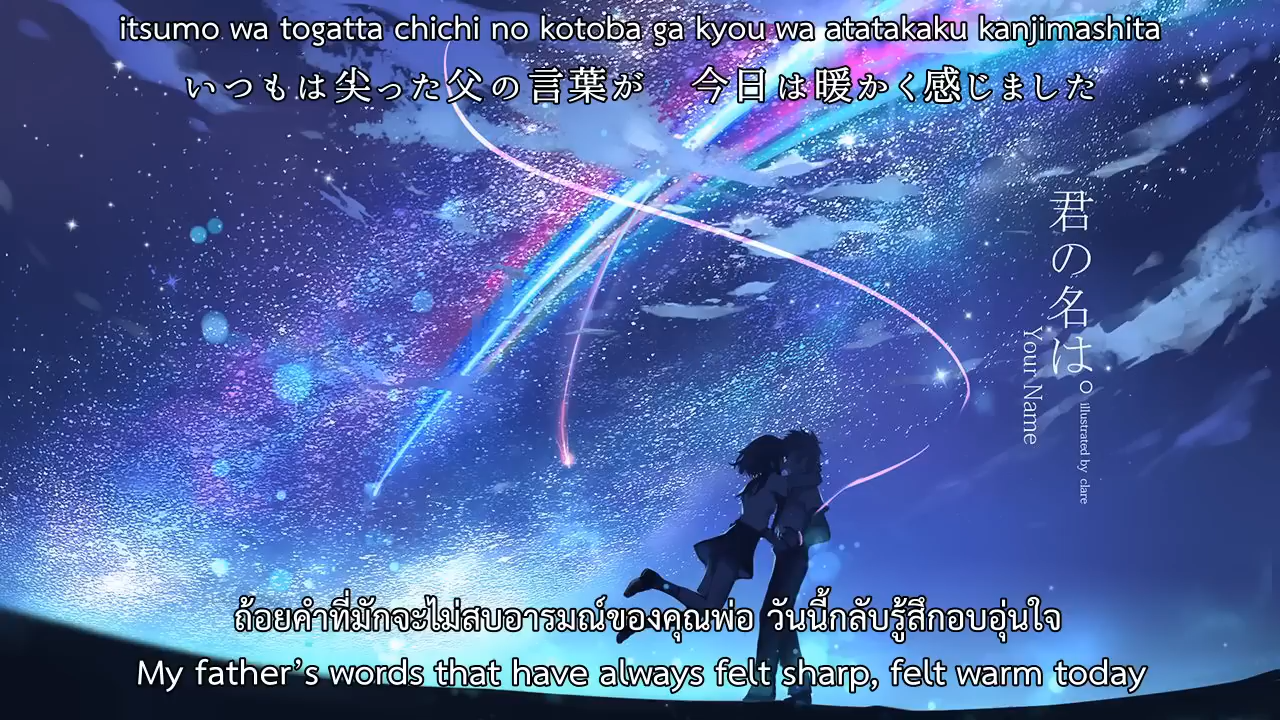 itsumo wa togatta chichi no kotoba ga kyou wa atatakaku kanjimashita
いつもは尖った父の言葉が　今日は暖かく感じました
君の名は。
Your Name
illustrated by clare
ถ้อยคำที่มักจะไม่สบอารมณ์ของคุณพ่อ วันนี้กลับรู้สึกอบอุ่นใจ
My father's words that have always felt sharp, felt warm today